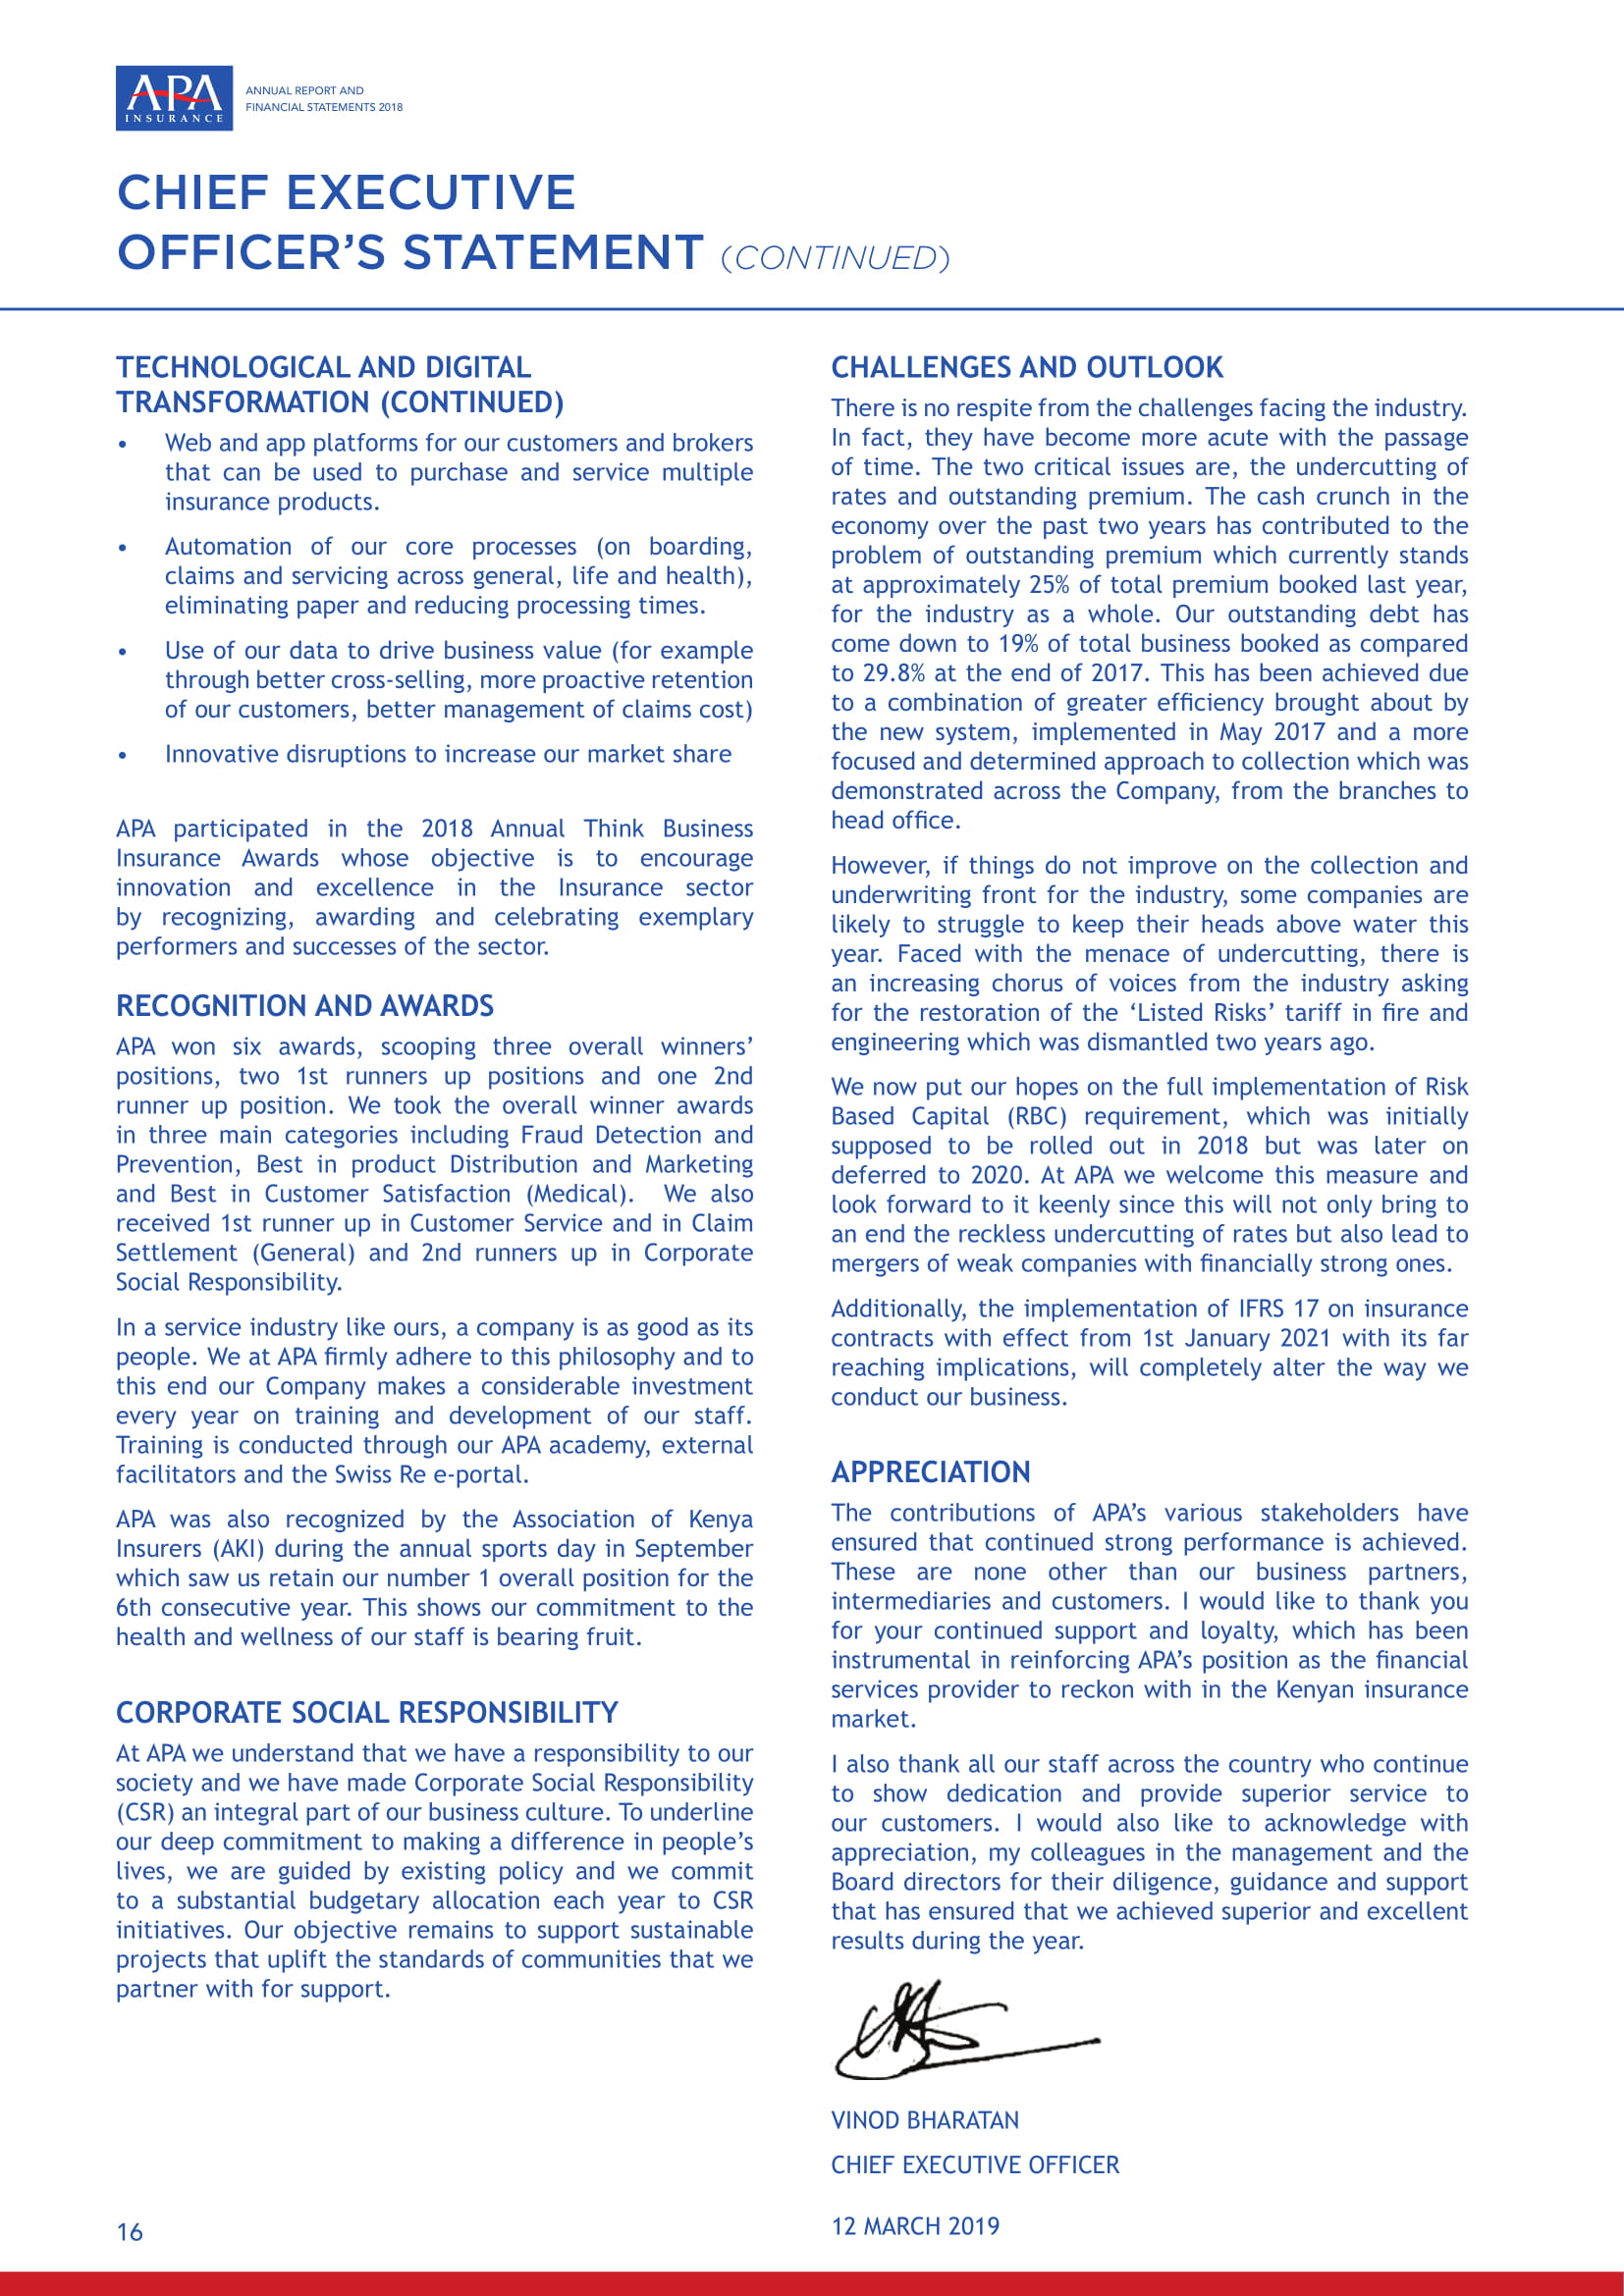 APA
INSURANCE
ANNUAL REPORT AND
FINANCIAL STATEMENTS 2018
CHIEF EXECUTIVE
OFFICER’S STATEMENT (CONTINUED)
TECHNOLOGICAL AND DIGITAL
TRANSFORMATION (CONTINUED)
• Web and app platforms for our customers and brokers
that can be used to purchase and service multiple
insurance products.
• Automation of our core processes (on boarding,
claims and servicing across general, life and health),
eliminating paper and reducing processing times.
• Use of our data to drive business value (for example
through better cross-selling, more proactive retention
of our customers, better management of claims cost)
• Innovative disruptions to increase our market share
APA participated in the 2018 Annual Think Business
Insurance Awards whose objective is to encourage
innovation and excellence in the Insurance sector
by recognizing, awarding and celebrating exemplary
performers and successes of the sector.
RECOGNITION AND AWARDS
APA won six awards, scooping three overall winners’
positions, two 1st runners up positions and one 2nd
runner up position. We took the overall winner awards
in three main categories including Fraud Detection and
Prevention, Best in product Distribution and Marketing
and Best in Customer Satisfaction (Medical). We also
received 1st runner up in Customer Service and in Claim
Settlement (General) and 2nd runners up in Corporate
Social Responsibility.
In a service industry like ours, a company is as good as its
people. We at APA firmly adhere to this philosophy and to
this end our Company makes a considerable investment
every year on training and development of our staff.
Training is conducted through our APA academy, external
facilitators and the Swiss Re e-portal.
APA was also recognized by the Association of Kenya
Insurers (AKI) during the annual sports day in September
which saw us retain our number 1 overall position for the
6th consecutive year. This shows our commitment to the
health and wellness of our staff is bearing fruit.
CORPORATE SOCIAL RESPONSIBILITY
At APA we understand that we have a responsibility to our
society and we have made Corporate Social Responsibility
(CSR) an integral part of our business culture. To underline
our deep commitment to making a difference in people’s
lives, we are guided by existing policy and we commit
to a substantial budgetary allocation each year to CSR
initiatives. Our objective remains to support sustainable
projects that uplift the standards of communities that we
partner with for support.
CHALLENGES AND OUTLOOK
There is no respite from the challenges facing the industry.
In fact, they have become more acute with the passage
of time. The two critical issues are, the undercutting of
rates and outstanding premium. The cash crunch in the
economy over the past two years has contributed to the
problem of outstanding premium which currently stands
at approximately 25% of total premium booked last year,
for the industry as a whole. Our outstanding debt has
come down to 19% of total business booked as compared
to 29.8% at the end of 2017. This has been achieved due
to a combination of greater efficiency brought about by
the new system, implemented in May 2017 and a more
focused and determined approach to collection which was
demonstrated across the Company, from the branches to
head office.
However, if things do not improve on the collection and
underwriting front for the industry, some companies are
likely to struggle to keep their heads above water this
year. Faced with the menace of undercutting, there is
an increasing chorus of voices from the industry asking
for the restoration of the ‘Listed Risks’ tariff in fire and
engineering which was dismantled two years ago.
We now put our hopes on the full implementation of Risk
Based Capital (RBC) requirement, which was initially
supposed to be rolled out in 2018 but was later on
deferred to 2020. At APA we welcome this measure and
look forward to it keenly since this will not only bring to
an end the reckless undercutting of rates but also lead to
mergers of weak companies with financially strong ones.
Additionally, the implementation of IFRS 17 on insurance
contracts with effect from 1st January 2021 with its far
reaching implications, will completely alter the way we
conduct our business.
APPRECIATION
The contributions of APA’s various stakeholders have
ensured that continued strong performance is achieved.
These are none other than our business partners,
intermediaries and customers. I would like to thank you
for your continued support and loyalty, which has been
instrumental in reinforcing APA’s position as the financial
services provider to reckon with in the Kenyan insurance
market.
I also thank all our staff across the country who continue
to show dedication and provide superior service to
our customers. I would also like to acknowledge with
appreciation, my colleagues in the management and the
Board directors for their diligence, guidance and support
that has ensured that we achieved superior and excellent
results during the year.
VINOD BHARATAN
CHIEF EXECUTIVE OFFICER
12 MARCH 2019
16